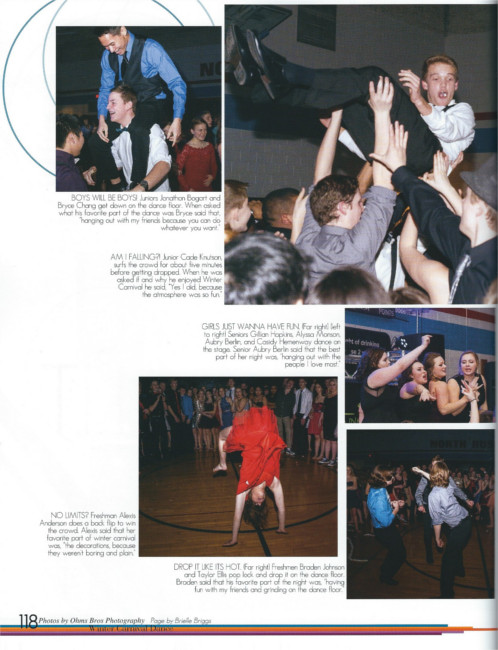 BOYS WILL BE BOYS! Juniors Jonathan Bogart and
Bryce Chang get down on the dance floor. When asked
what his favorite part of the dance was Bryce said that,
"hanging out with my friends because you can do
whatever you want."
AM I FALLING?! Junior Cade Knutson,
surfs the crowd for about five minutes
before getting dropped. When he was
asked if and why he enjoyed Winter
Carnival he said, "Yes I did, because
the atmosphere was so fun."
GIRLS JUST WANNA HAVE FUN. (Far right) (left
to right) Seniors Gillian Hopkins, Alyssa Monson,
Aubry Berlin, and Casidy Hemenway dance on
the stage. Senior Aubry Berlin said that the best
part of her night was, "hanging out with the
people I love most."
NO LIMITS? Freshman Alexis
Anderson does a back flip to win
the crowd. Alexis said that her
favorite part of winter carnival
was, "the decorations, because
they weren't boring and plain."
DROP IT LIKE ITS HOT. (Far right) Freshmen Braden Johnson
and Taylor Ellis pop lock and drop it on the dance floor.
Braden said that his favorite part of the night was, "having
fun with my friends and grinding on the dance floor.
118 Photos by Ohms Bros Photography Page by Brielle Briggs
Winter Carnival Dance